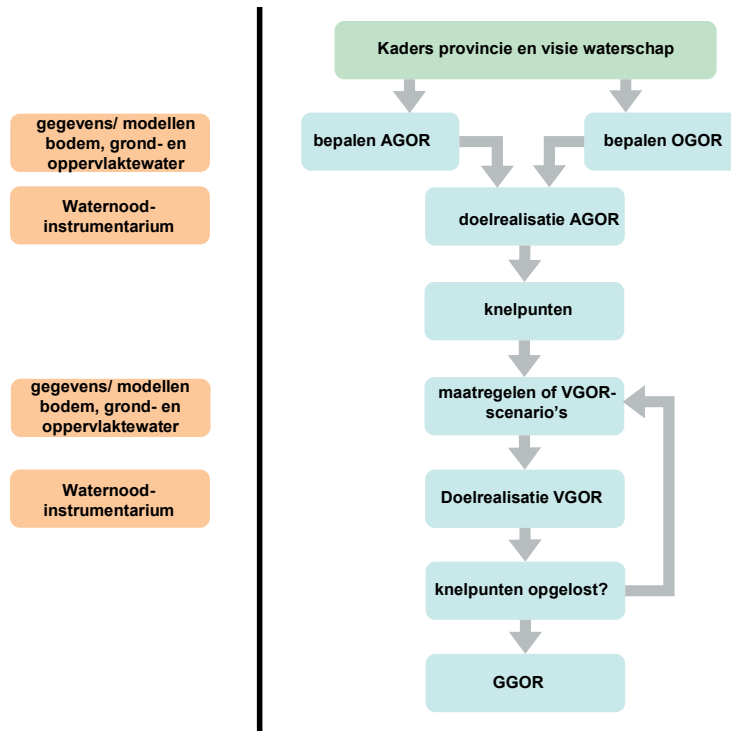 Kaders provincie en visie waterschap
gegevens/ modellen
bodem, grond- en
oppervlaktewater
bepalen AGOR
bepalen OGOR
Waternood-
instrumentarium
doelrealisatie AGOR
knelpunten
gegevens/ modellen
bodem, grond- en
oppervlaktewater
maatregelen of VGOR-
scenario's
Waternood-
instrumentarium
Doelrealisatie VGOR
knelpunten opgelost?
GGOR